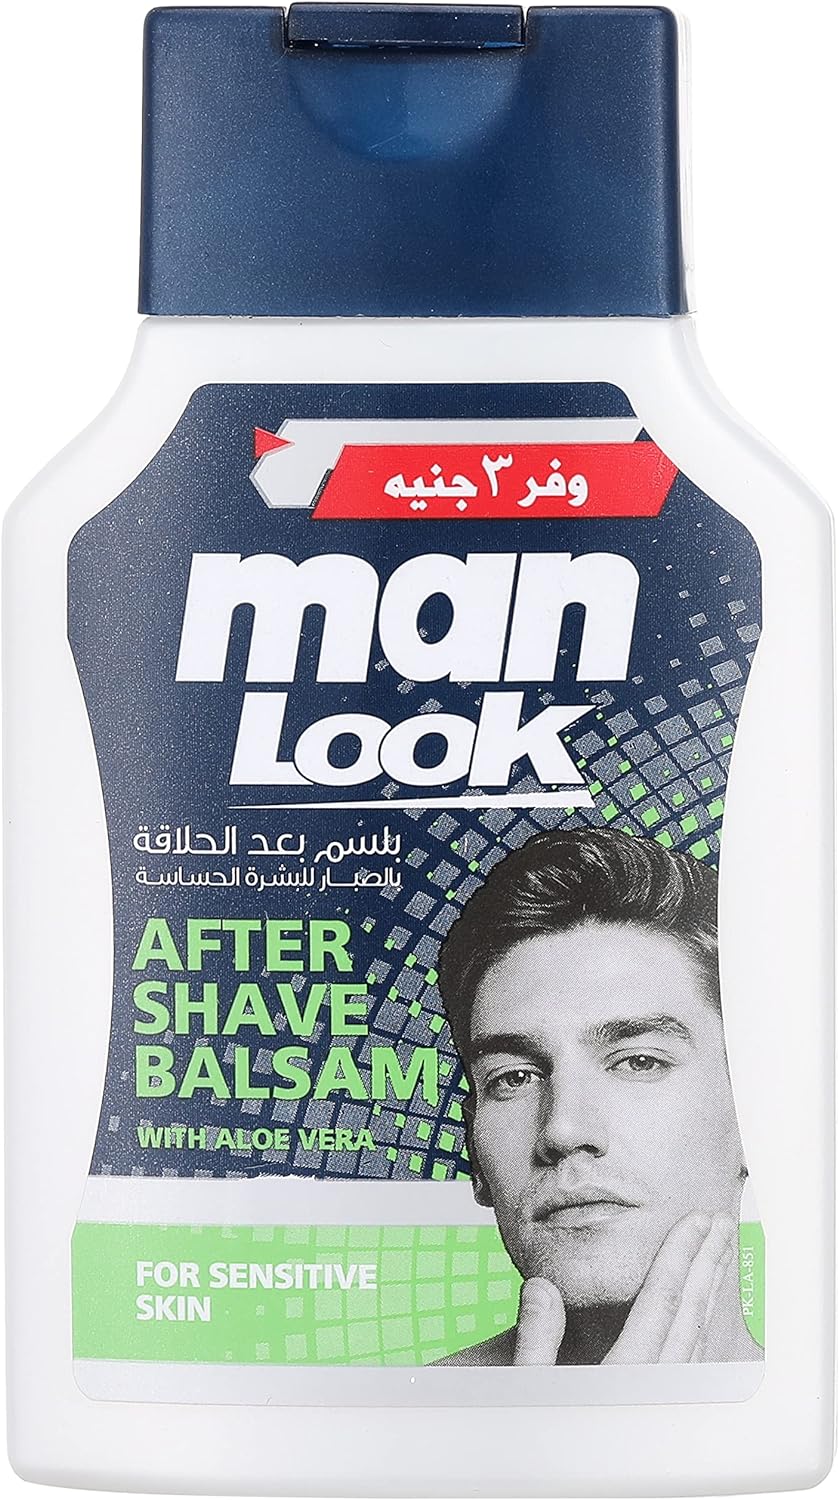 وفر ٣ جنيه
man
Look
بلسم بعد الحلاقة
بالصبار للبشرة الحساسة
AFTER
SHAVE
BALSAM
WITH ALOE VERA
FOR SENSITIVE
SKIN
PK-LA-851